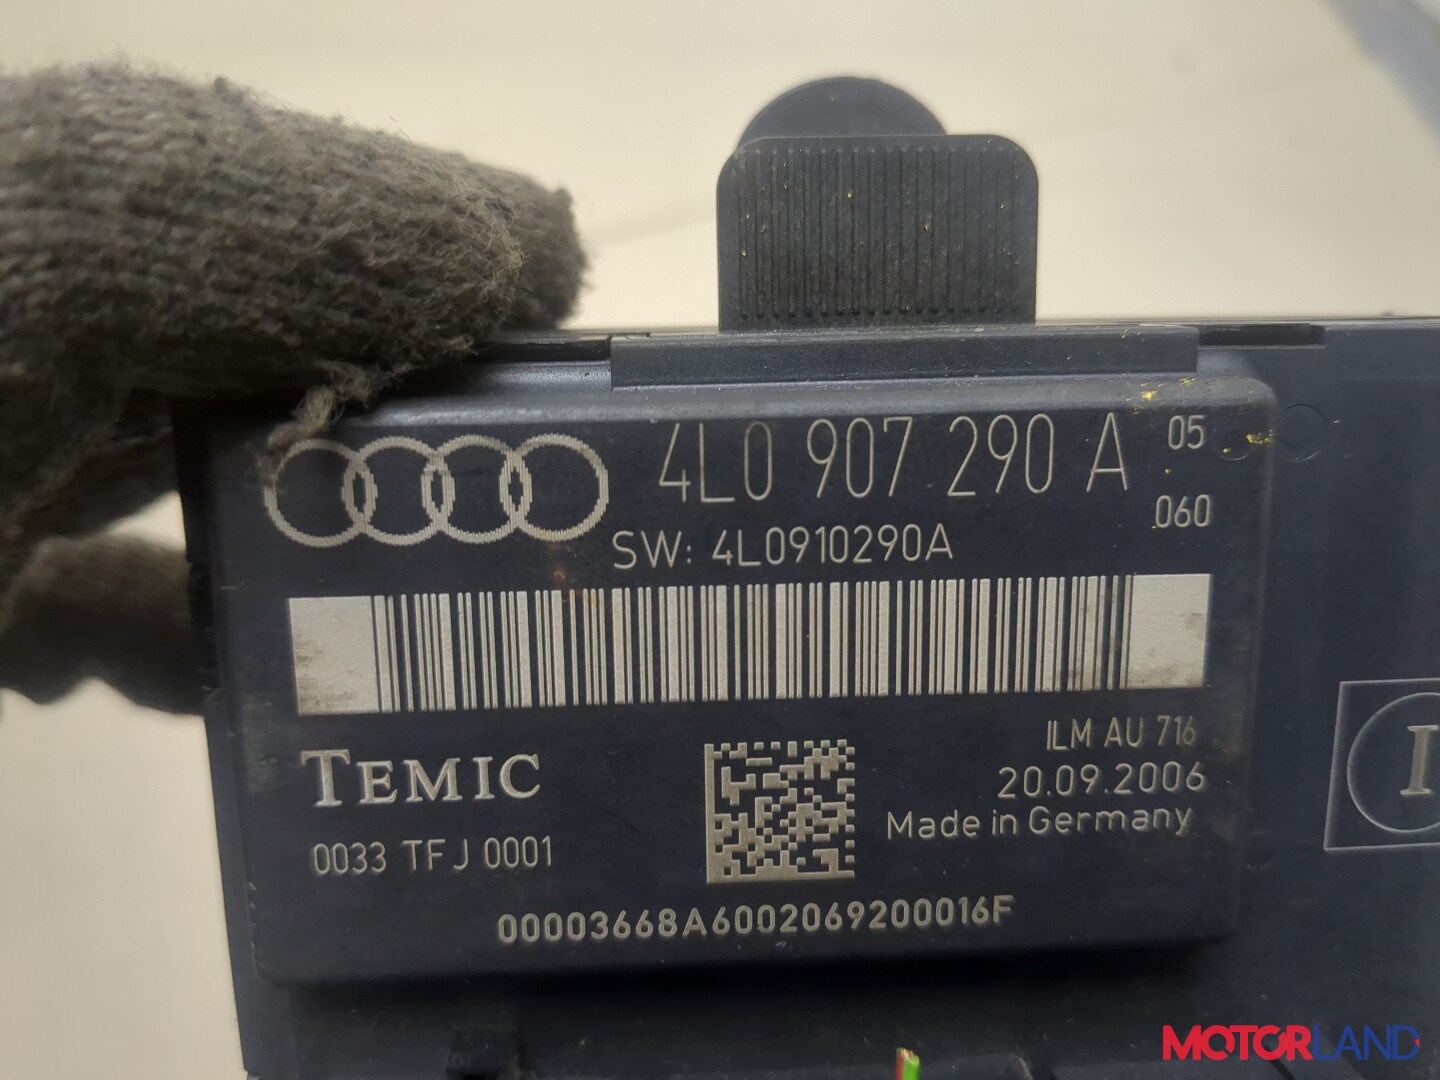 4L0 907 290 A 05
060
SW: 4L0910290A
TEMIC
0033 TFJ 0001
ILM AU 716
20.09.2006
Made in Germany
00003668A6002069200016F
I
MOTORLAND